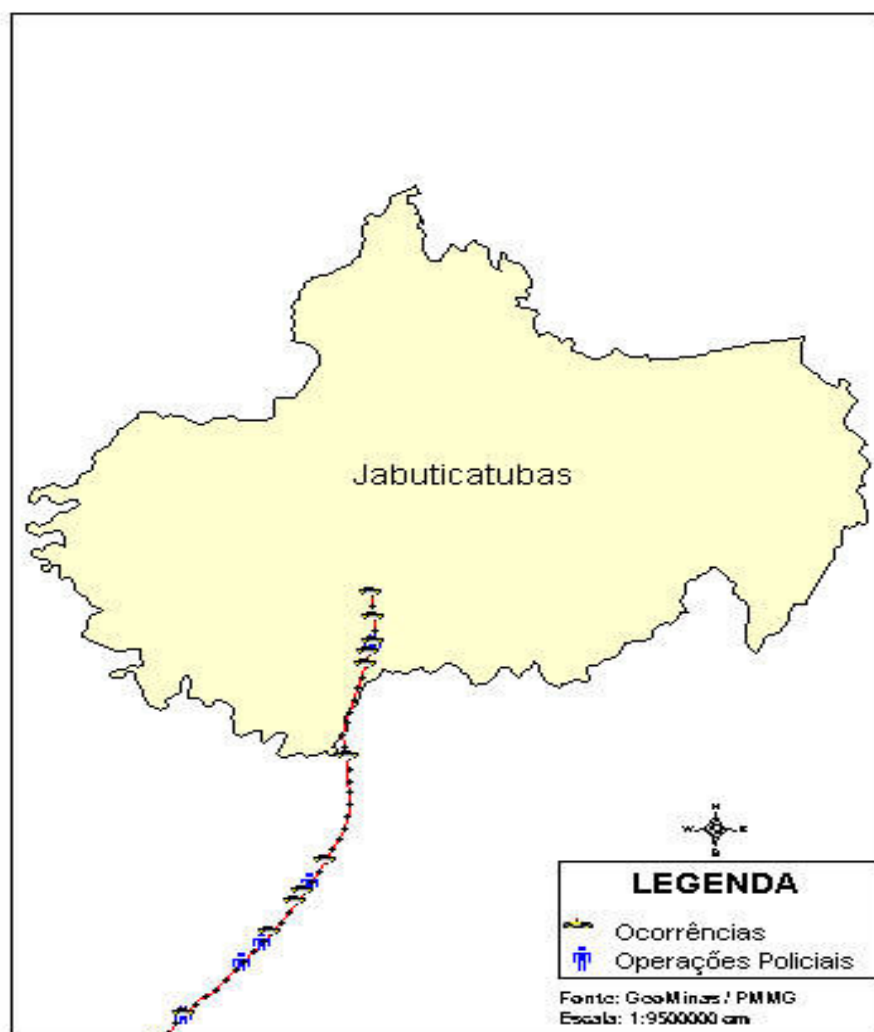 Jabuticatubas
N
W E
S
LEGENDA
Ocorrências
Operações Policiais
Fonte: GeoMinas / PMMG
Escala: 1:9500000 cm